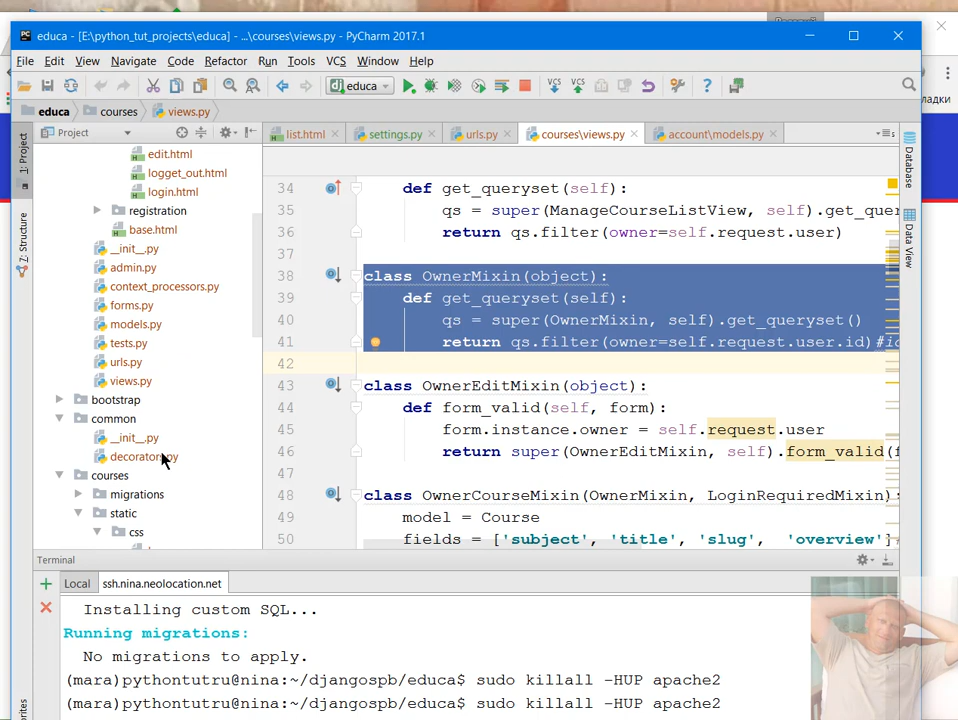 educa [E:\python_tut_projects\educa] - ...\courses\views.py - PyCharm 2017.1
File Edit View Navigate Code Refactor Run Tools VCS Window Help
educa
educa courses views.py
ладки
Project
list.html settings.py urls.py courses\views.py account\models.py
1: Project
7: Structure
Database
Data View
edit.html
logget_out.html
login.html
registration
base.html
__init__.py
admin.py
context_processors.py
forms.py
models.py
tests.py
urls.py
views.py
bootstrap
common
__init__.py
decorators.py
courses
migrations
static
css
34 def get_queryset(self):
35 qs = super(ManageCourseListView, self).get_que
36 return qs.filter(owner=self.request.user)
37
38 class OwnerMixin(object):
39 def get_queryset(self):
40 qs = super(OwnerMixin, self).get_queryset()
41 return qs.filter(owner=self.request.user.id)#id
42
43 class OwnerEditMixin(object):
44 def form_valid(self, form):
45 form.instance.owner = self.request.user
46 return super(OwnerEditMixin, self).form_valid(f
47
48 class OwnerCourseMixin(OwnerMixin, LoginRequiredMixin):
49 model = Course
50 fields = ['subject', 'title', 'slug', 'overview']
Terminal
Local ssh.nina.neolocation.net
Installing custom SQL...
Running migrations:
No migrations to apply.
(mara)pythontutru@nina:~/djangospb/educa$ sudo killall -HUP apache2
(mara)pythontutru@nina:~/djangospb/educa$ sudo killall -HUP apache2